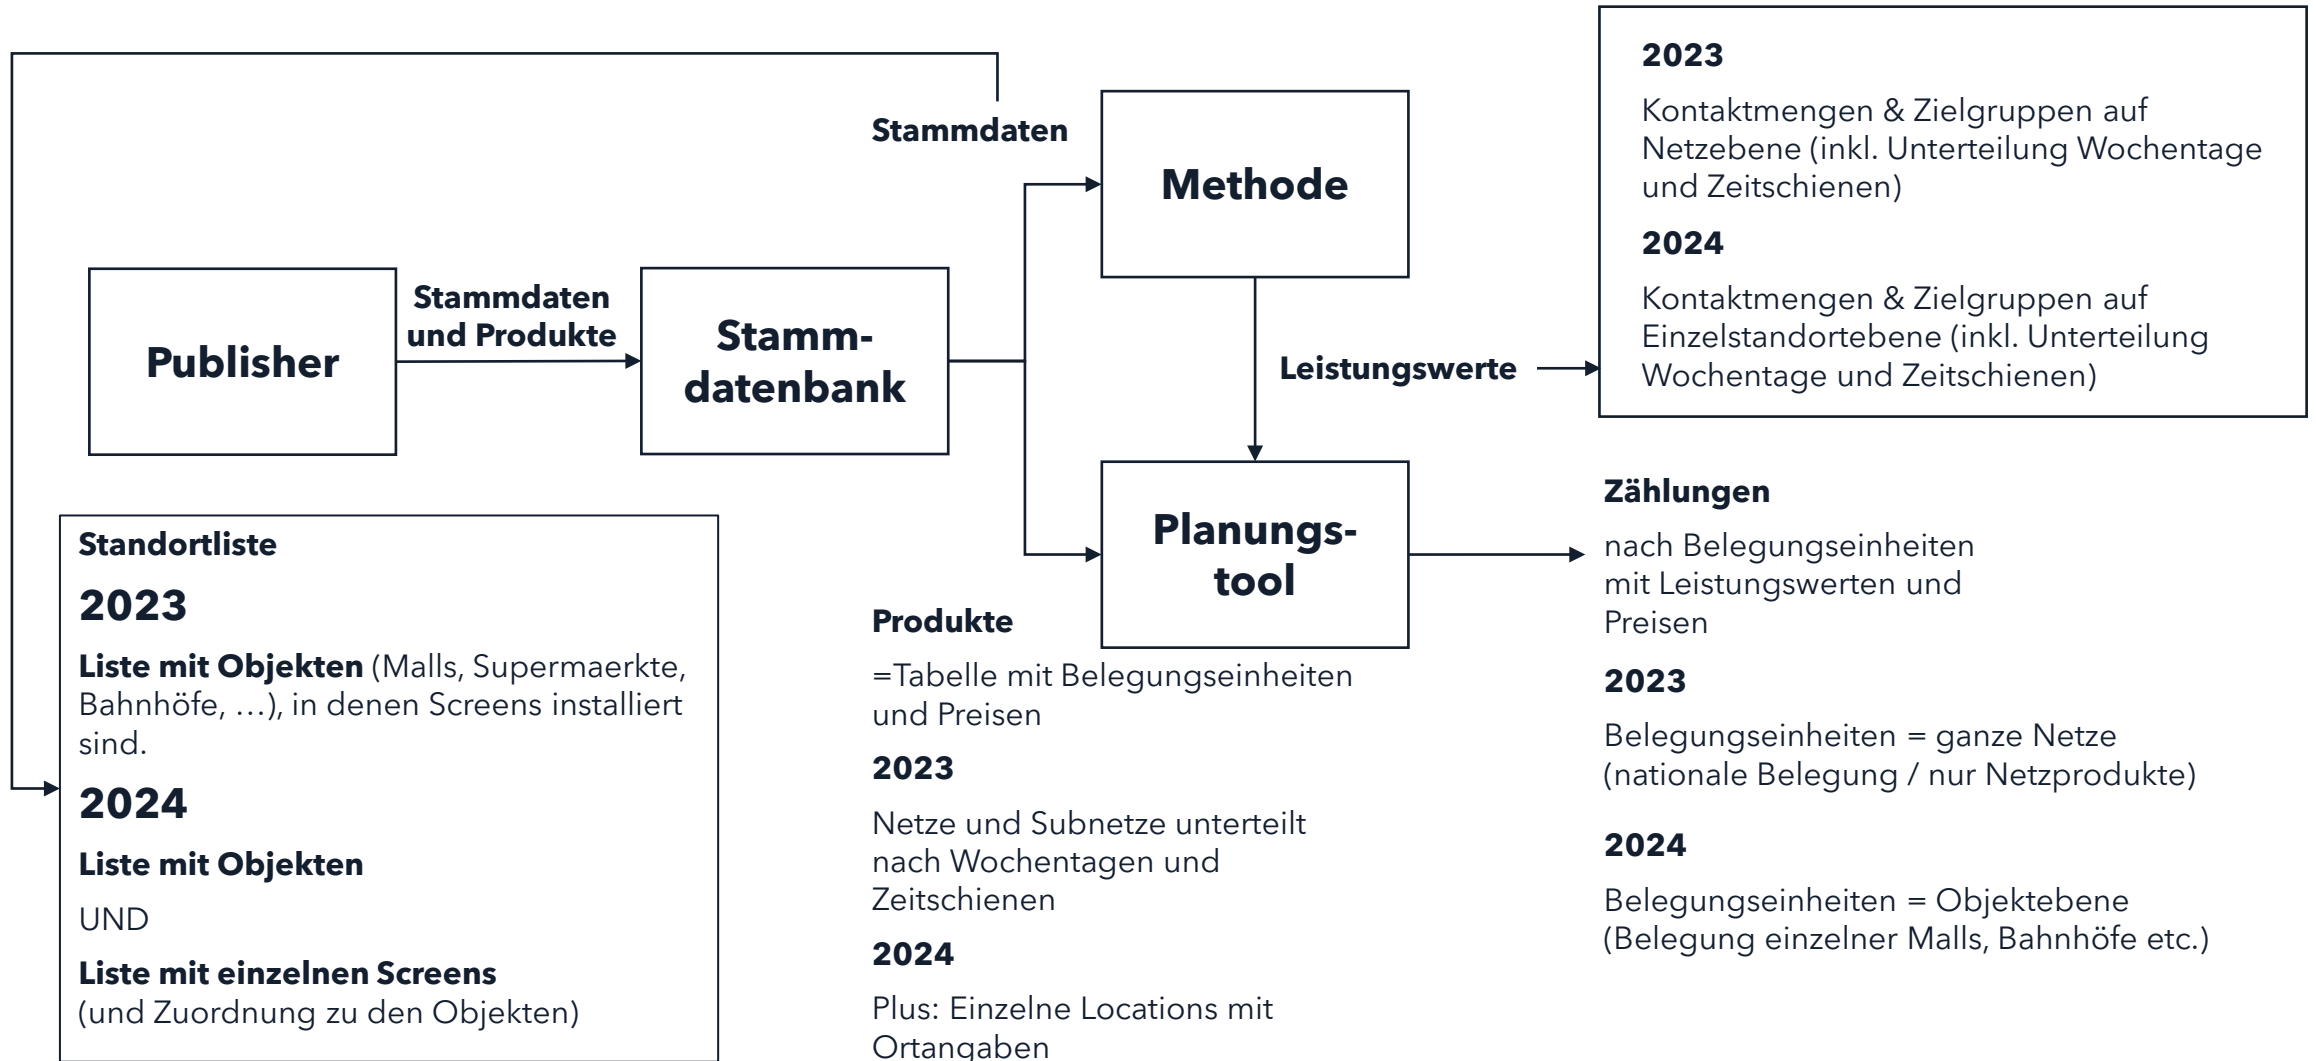 Stammdaten
Methode
Publisher
Stammdaten
und Produkte
Stamm-
datenbank
Leistungswerte
2023
Kontaktmengen & Zielgruppen auf
Netzebene (inkl. Unterteilung Wochentage
und Zeitschienen)
2024
Kontaktmengen & Zielgruppen auf
Einzelstandortebene (inkl. Unterteilung
Wochentage und Zeitschienen)
Planungs-
tool
Standortliste
2023
Liste mit Objekten (Malls, Supermaerkte,
Bahnhöfe, …), in denen Screens installiert
sind.
2024
Liste mit Objekten
UND
Liste mit einzelnen Screens
(und Zuordnung zu den Objekten)
Produkte
=Tabelle mit Belegungseinheiten
und Preisen
2023
Netze und Subnetze unterteilt
nach Wochentagen und
Zeitschienen
2024
Plus: Einzelne Locations mit
Ortangaben
Zählungen
nach Belegungseinheiten
mit Leistungswerten und
Preisen
2023
Belegungseinheiten = ganze Netze
(nationale Belegung / nur Netzprodukte)
2024
Belegungseinheiten = Objektebene
(Belegung einzelner Malls, Bahnhöfe etc.)